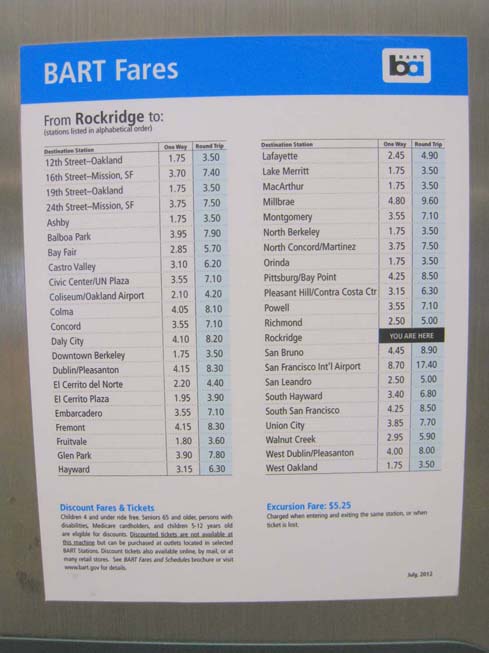 BART Fares
BART
ba
From Rockridge to:
(stations listed in alphabetical order)
Destination Station One Way Round Trip
12th Street–Oakland 1.75 3.50
16th Street–Mission, SF 3.70 7.40
19th Street–Oakland 1.75 3.50
24th Street–Mission, SF 3.75 7.50
Ashby 1.75 3.50
Balboa Park 3.95 7.90
Bay Fair 2.85 5.70
Castro Valley 3.10 6.20
Civic Center/UN Plaza 3.55 7.10
Coliseum/Oakland Airport 2.10 4.20
Colma 4.05 8.10
Concord 3.55 7.10
Daly City 4.10 8.20
Downtown Berkeley 1.75 3.50
Dublin/Pleasanton 4.15 8.30
El Cerrito del Norte 2.20 4.40
El Cerrito Plaza 1.95 3.90
Embarcadero 3.55 7.10
Fremont 4.15 8.30
Fruitvale 1.80 3.60
Glen Park 3.90 7.80
Hayward 3.15 6.30
Destination Station One Way Round Trip
Lafayette 2.45 4.90
Lake Merritt 1.75 3.50
MacArthur 1.75 3.50
Millbrae 4.80 9.60
Montgomery 3.55 7.10
North Berkeley 1.75 3.50
North Concord/Martinez 3.75 7.50
Orinda 1.75 3.50
Pittsburg/Bay Point 4.25 8.50
Pleasant Hill/Contra Costa Ctr 3.15 6.30
Powell 3.55 7.10
Richmond 2.50 5.00
Rockridge YOU ARE HERE
San Bruno 4.45 8.90
San Francisco Int'l Airport 8.70 17.40
San Leandro 2.50 5.00
South Hayward 3.40 6.80
South San Francisco 4.25 8.50
Union City 3.85 7.70
Walnut Creek 2.95 5.90
West Dublin/Pleasanton 4.00 8.00
West Oakland 1.75 3.50
Discount Fares & Tickets
Children 4 and under ride free. Seniors 65 and older, persons with
disabilities, Medicare cardholders, and children 5-12 years old
are eligible for discounts. Discounted tickets are not available at
this machine but can be purchased at outlets located in selected
BART Stations. Discount tickets also available online, by mail, or at
many retail stores. See BART Fares and Schedules brochure or visit
www.bart.gov for details.
Excursion Fare: $5.25
Charged when entering and exiting the same station, or when
ticket is lost.
July, 2012